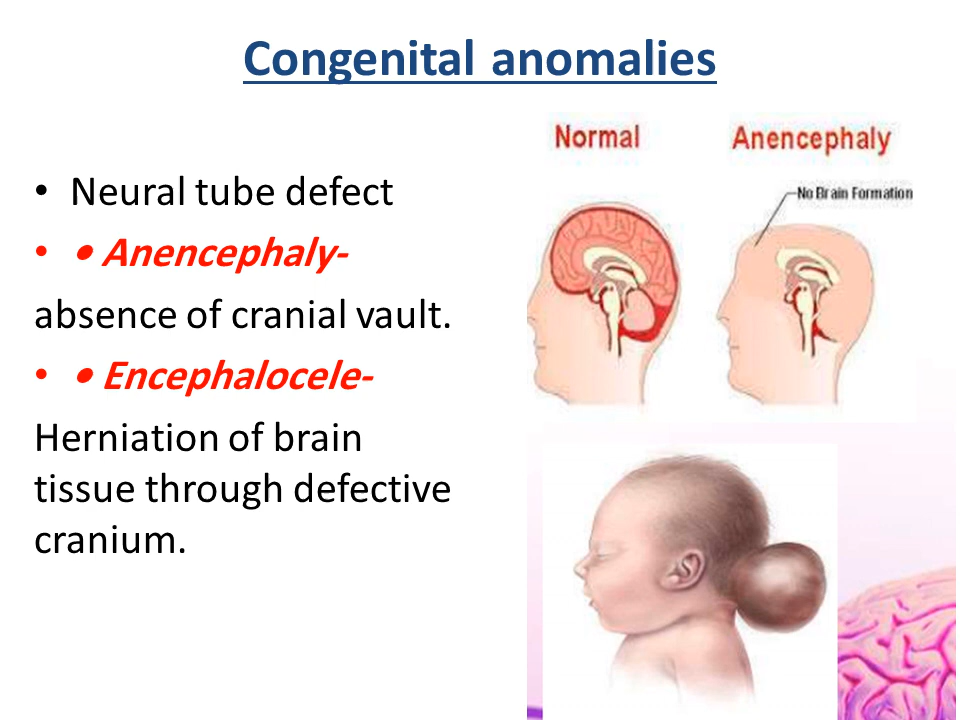 Congenital anomalies
• Neural tube defect
• • Anencephaly-
absence of cranial vault.
• • Encephalocele-
Herniation of brain
tissue through defective
cranium.
Normal
Anencephaly
No Brain Formation